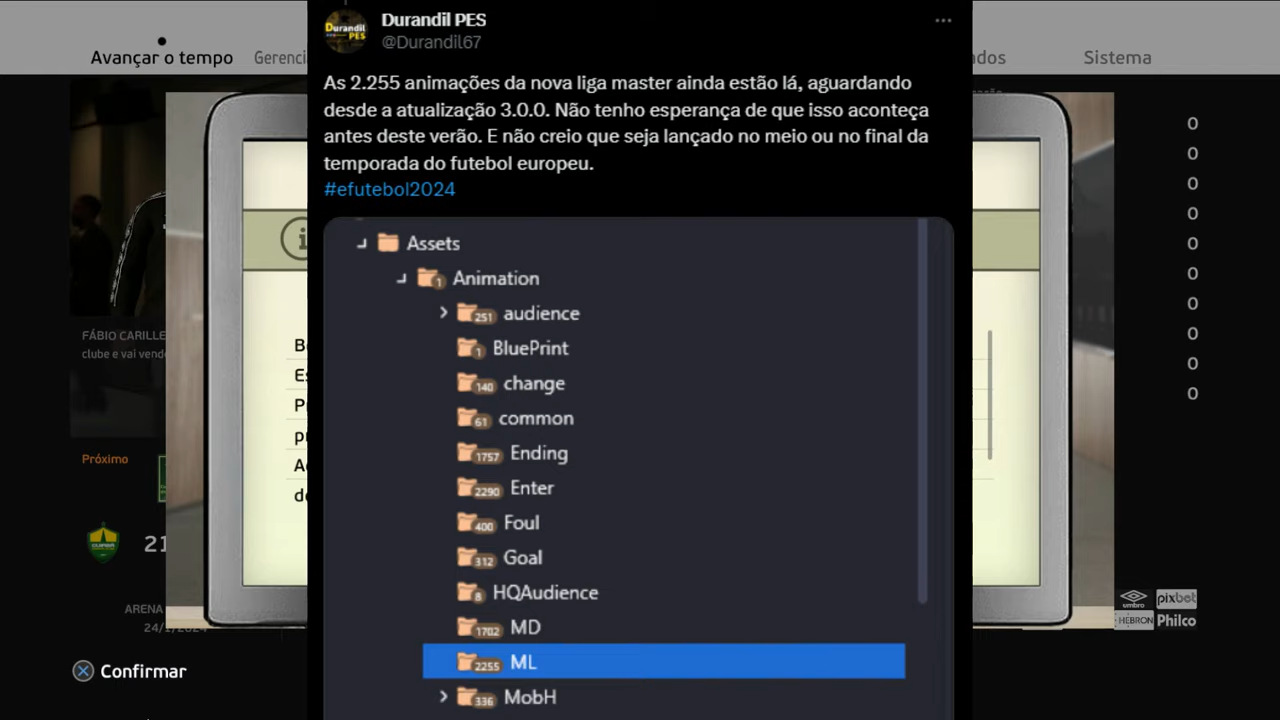 Durandil PES
@Durandil67
As 2.255 animações da nova liga master ainda estão lá, aguardando
desde a atualização 3.0.0. Não tenho esperança de que isso aconteça
antes deste verão. E não creio que seja lançado no meio ou no final da
temporada do futebol europeu.
#efutebol2024
Assets
1 Animation
251 audience
1 BluePrint
140 change
61 common
1757 Ending
2290 Enter
400 Foul
312 Goal
8 HQAudience
1702 MD
2255 ML
336 MobH
Avançar o tempo
Sistema
FÁBIO CARILLE
clube e vai
Próximo
21
ARENA
24/1/2024
Confirmar
0
0
0
0
0
0
0
0
0
0
umbro pixbet
HEBRON Philco